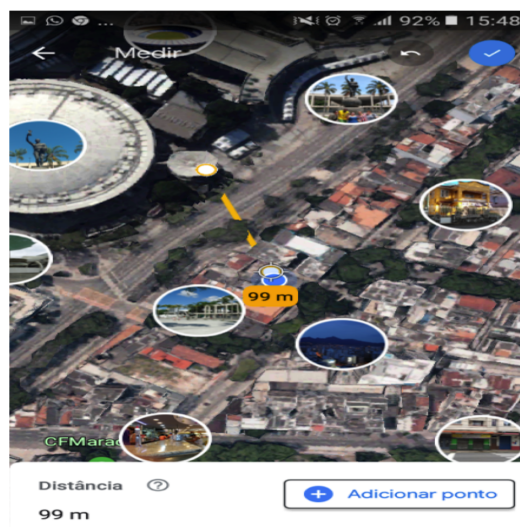 ... 92% 15:48
Medir
99 m
CFMarac
Distância ?
99 m
Adicionar ponto